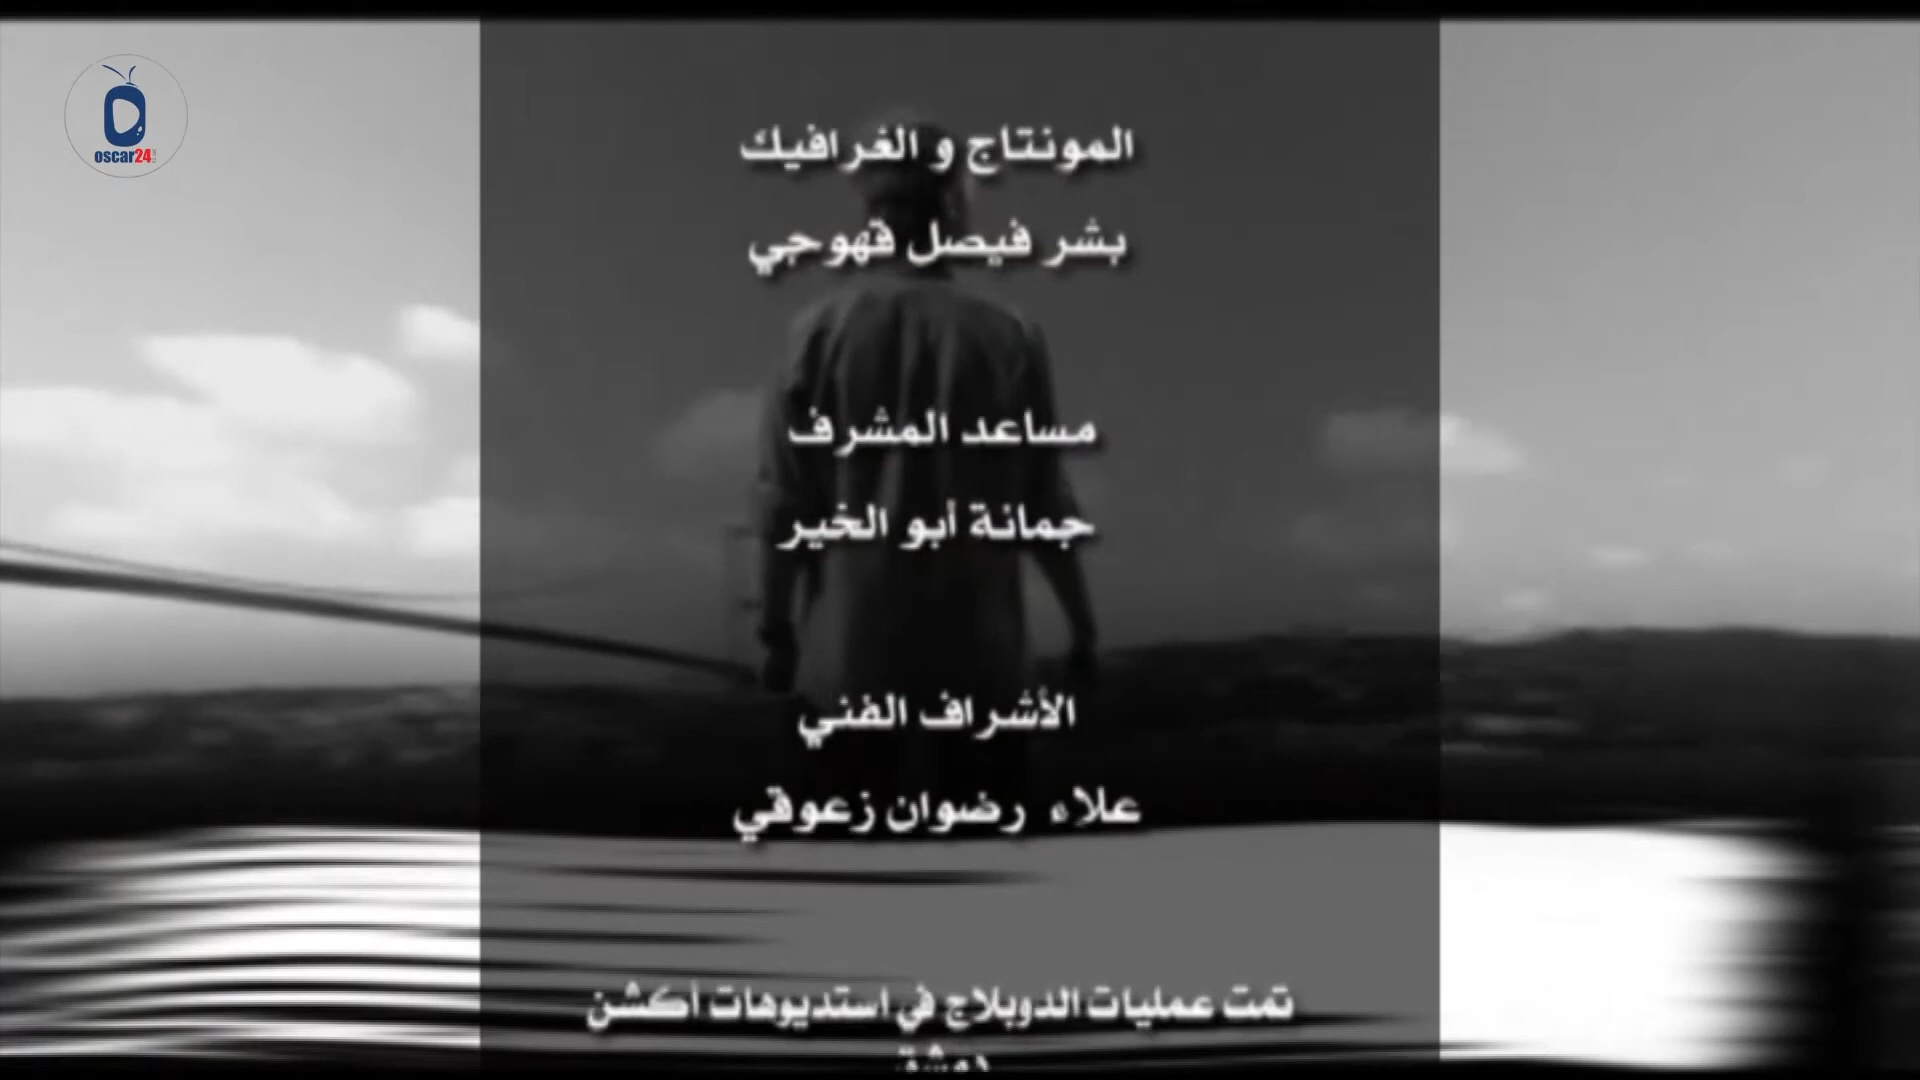 oscar24
المونتاج و الغرافيك
بشر فيصل قهوجي
مساعد المشرف
جمانة أبو الخير
الأشراف الفني
علاء رضوان زعوقي
تمت عمليات الدوبلاج في استديوهات أكشن
دمشق